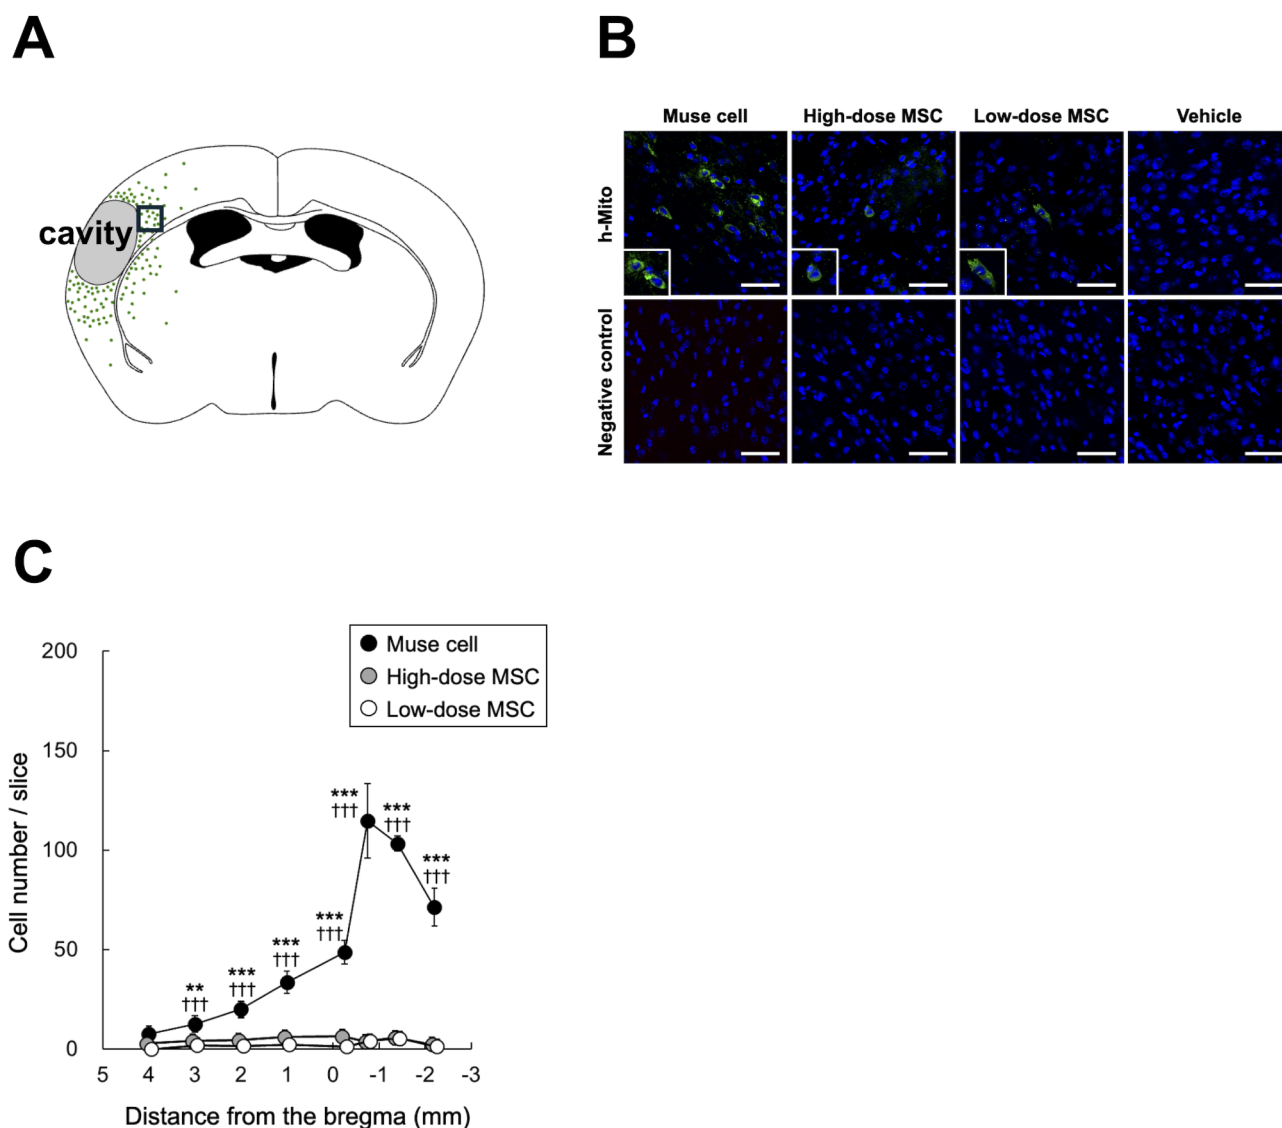 A
cavity
B
Muse cell
High-dose MSC
Low-dose MSC
Vehicle
h-Mito
Negative control
C
Muse cell
High-dose MSC
Low-dose MSC
Cell number / slice
200
150
100
50
0
***
†††
***
†††
***
†††
***
†††
***
†††
***
†††
**
†††
5 4 3 2 1 0 -1 -2 -3
Distance from the bregma (mm)